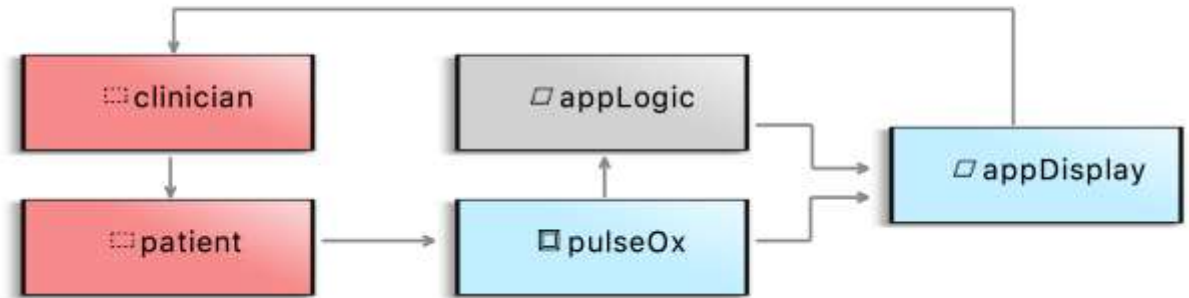 clinician
appLogic
appDisplay
patient
pulseOx